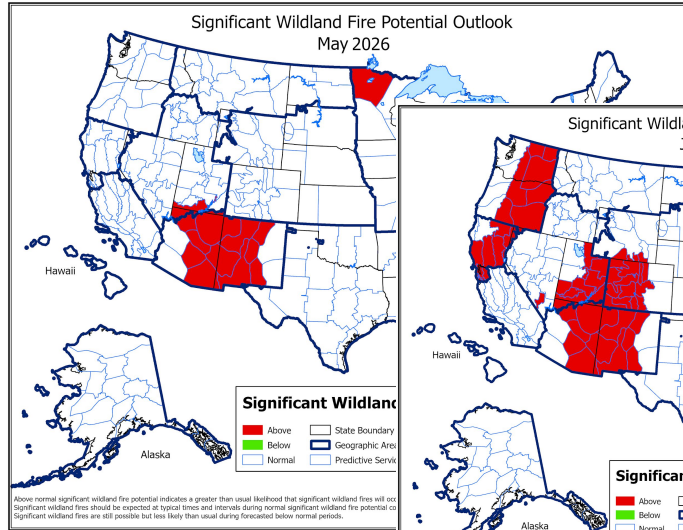 Significant Wildland Fire Potential Outlook
May 2026
Hawaii
Alaska
Significant Wildland
Above
State Boundary
Below
Geographic Area
Normal
Predictive Servic
Above normal significant wildland fire potential indicates a greater than usual likelihood that significant wildland fires will occ
Significant wildland fires should be expected at typical times and intervals during normal significant wildland fire potential co
Significant wildland fires are still possible but less likely than usual during forecasted below normal periods.
Significant Wildla
Hawaii
Alaska
Significan
Above
Below
Normal